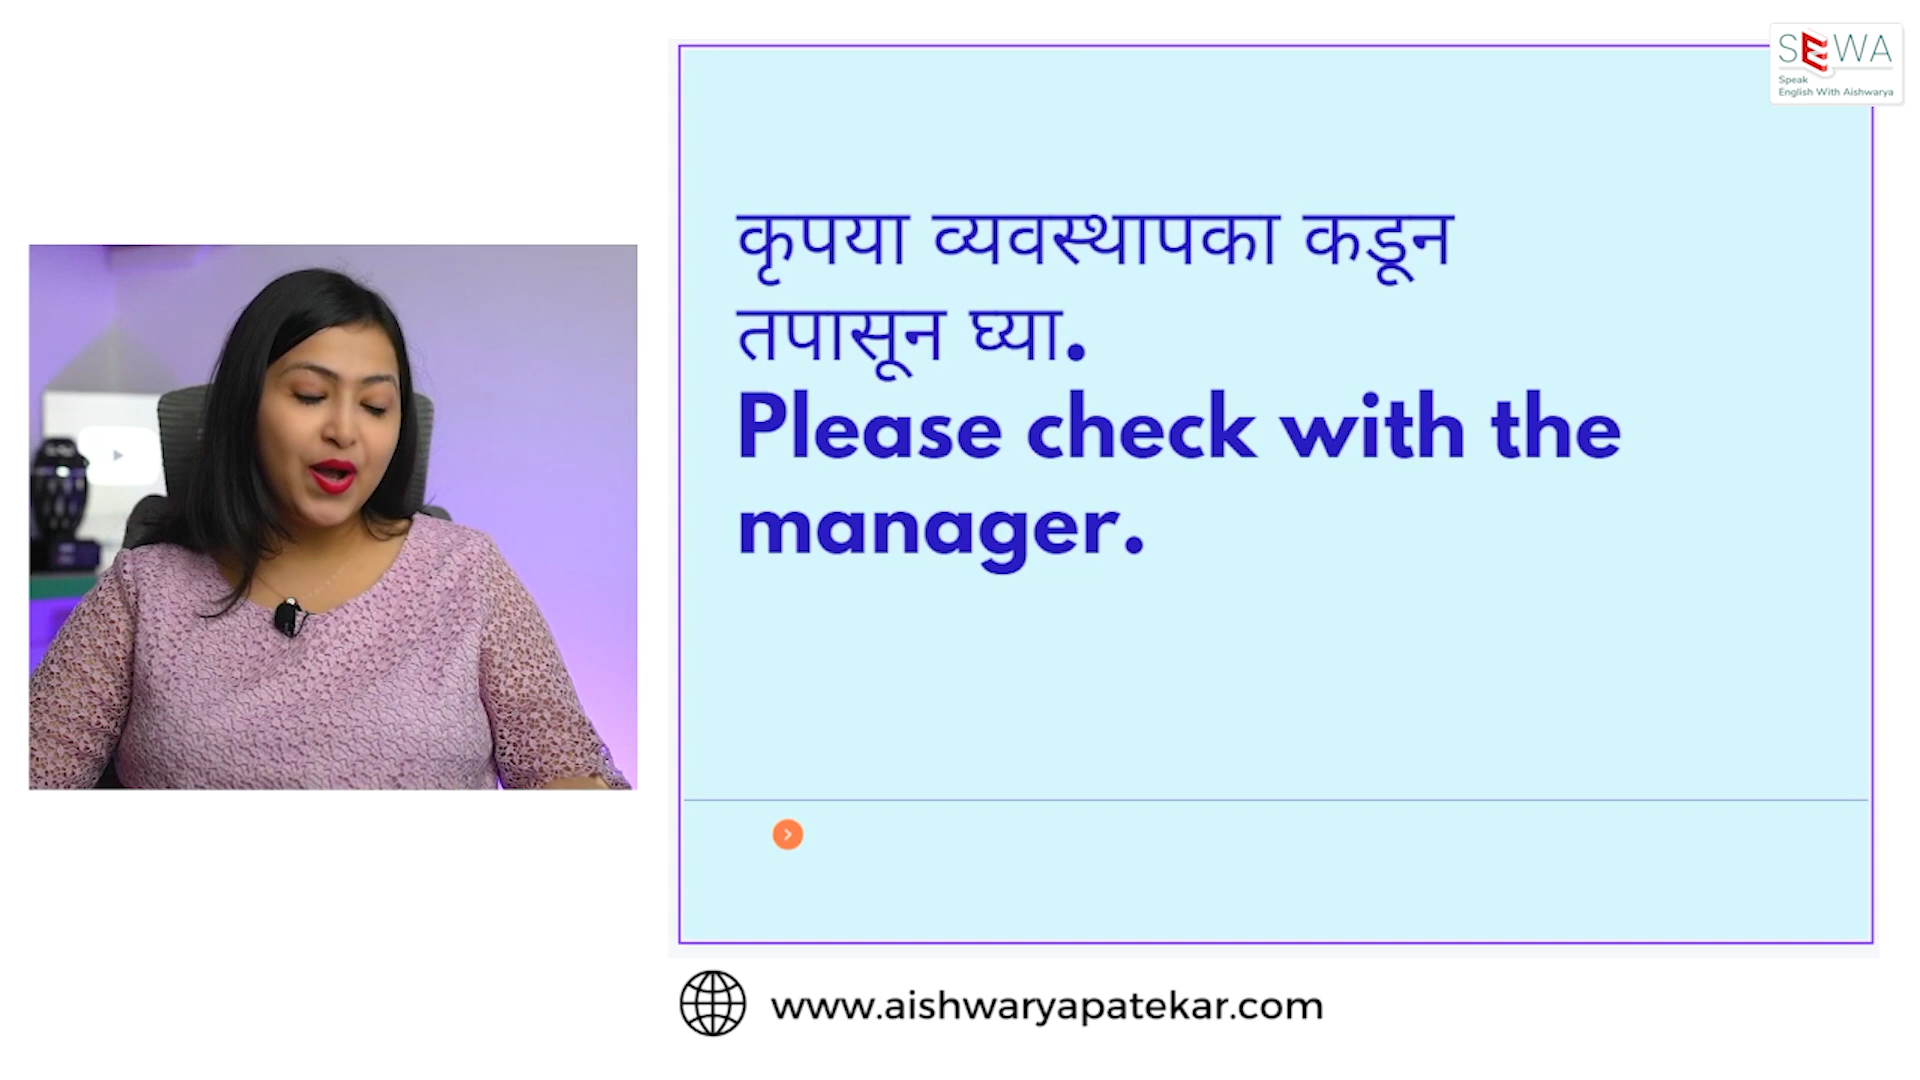 SEWA
Speak
English With Aishwarya
कृपया व्यवस्थापका कडून
तपासून घ्या.
Please check with the
manager.
www.aishwaryapatekar.com